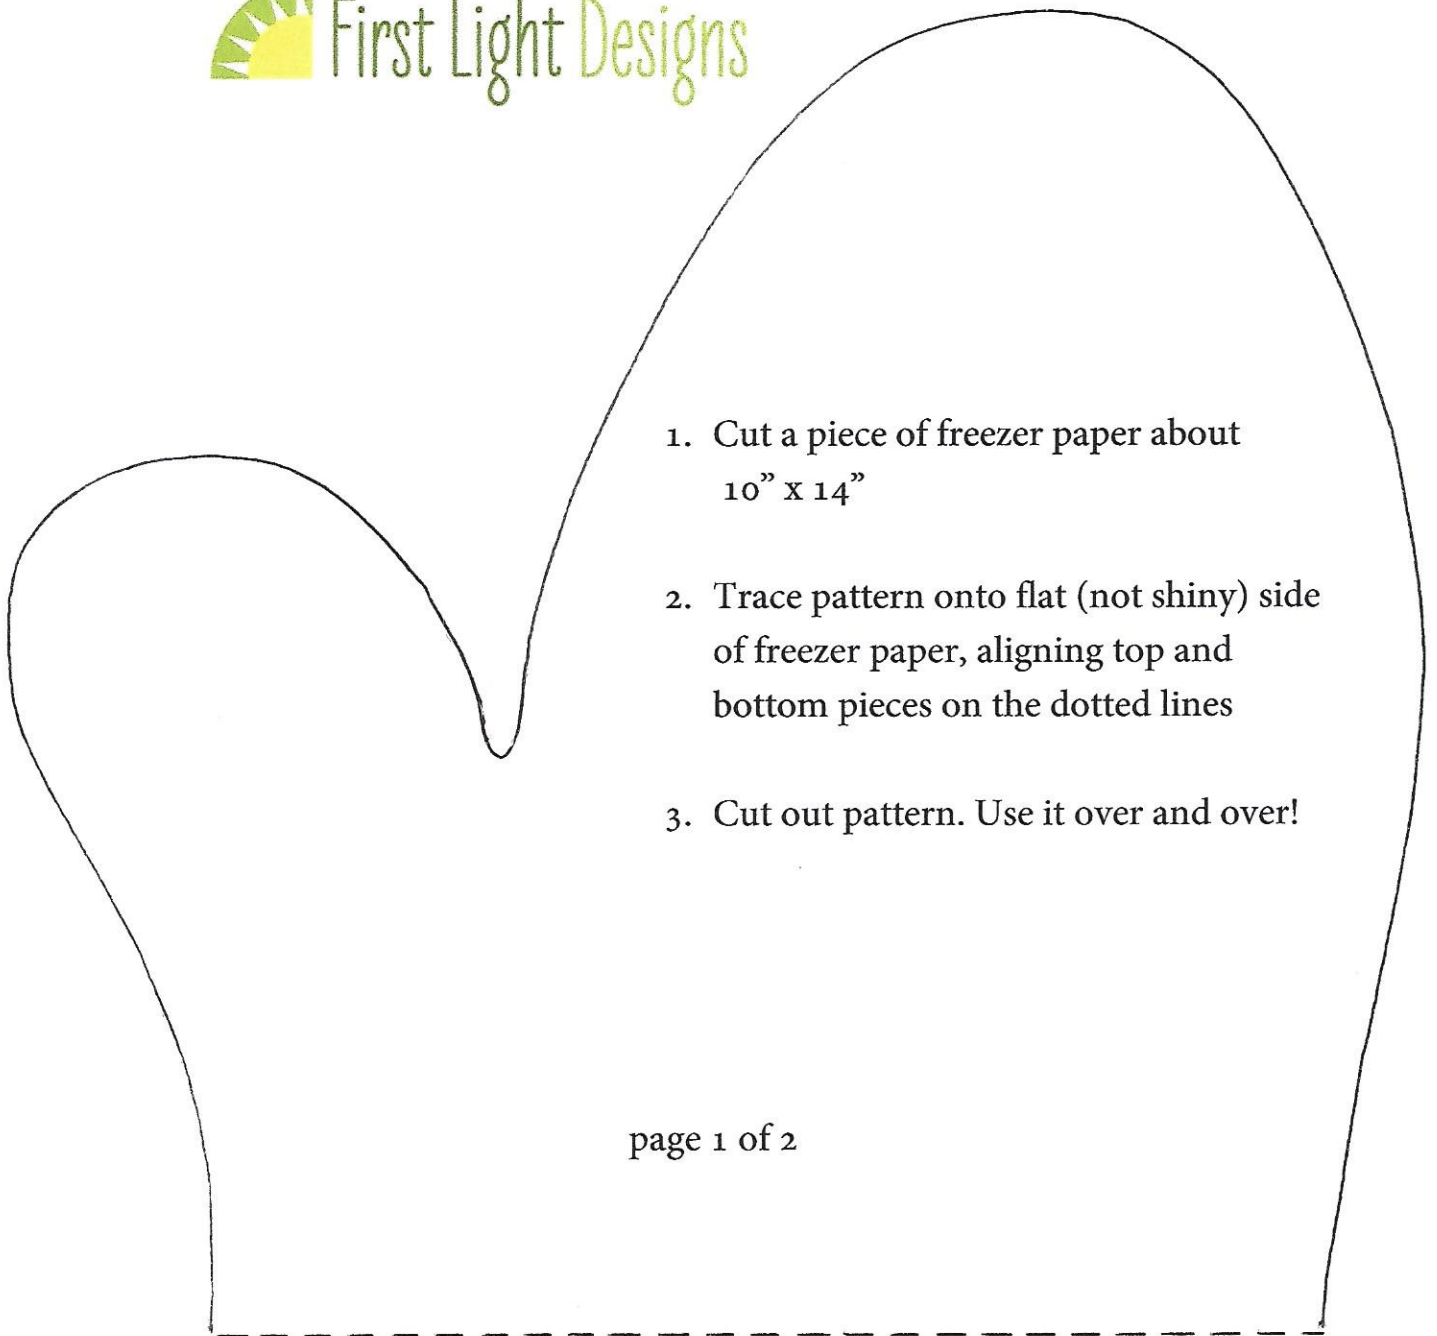 First Light Designs
1. Cut a piece of freezer paper about
10” x 14”
2. Trace pattern onto flat (not shiny) side
of freezer paper, aligning top and
bottom pieces on the dotted lines
3. Cut out pattern. Use it over and over!
page 1 of 2